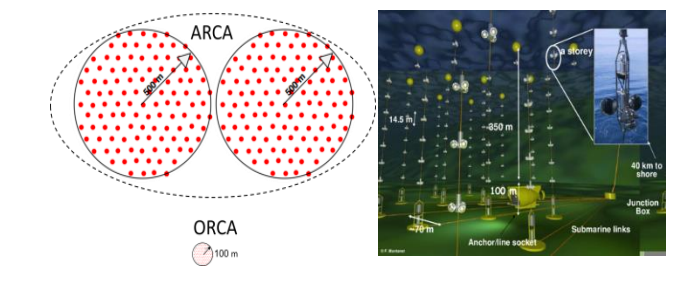 ARCA
500 m
500 m
ORCA
100 m
a storey
14.5 m
350 m
100 m
40 km to
shore
~70 m
Junction
Box
Anchor/line socket
Submarine links